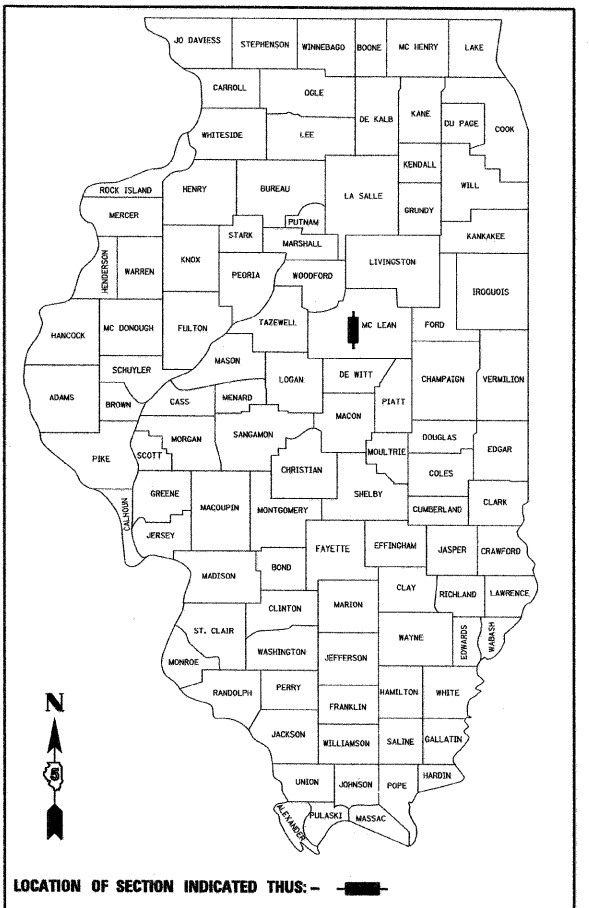 JO DAVIESS
STEPHENSON
WINNEBAGO
BOONE
MC HENRY
LAKE
CARROLL
OGLE
DE KALB
KANE
DU PAGE
COOK
WHITESIDE
LEE
KENDALL
WILL
ROCK ISLAND
HENRY
BUREAU
LA SALLE
GRUNDY
MERCER
PUTNAM
STARK
MARSHALL
KANKAKEE
HENDERSON
WARREN
KNOX
PEORIA
WOODFORD
LIVINGSTON
IROQUOIS
HANCOCK
MC DONOUGH
FULTON
TAZEWELL
MC LEAN
FORD
MASON
SCHUYLER
LOGAN
DE WITT
CHAMPAIGN
VERMILION
ADAMS
BROWN
CASS
MENARD
PIATT
MACON
MORGAN
SANGAMON
DOUGLAS
PIKE
SCOTT
MOULTRIE
EDGAR
CHRISTIAN
COLES
GREENE
MACOUPIN
MONTGOMERY
SHELBY
CALHOUN
CUMBERLAND
CLARK
JERSEY
FAYETTE
EFFINGHAM
JASPER
CRAWFORD
MADISON
BOND
CLAY
RICHLAND
LAWRENCE
CLINTON
MARION
ST. CLAIR
WAYNE
EDWARDS
WABASH
WASHINGTON
JEFFERSON
MONROE
RANDOLPH
PERRY
HAMILTON
WHITE
FRANKLIN
N
JACKSON
WILLIAMSON
SALINE
GALLATIN
5
UNION
JOHNSON
POPE
HARDIN
ALEXANDER
PULASKI
MASSAC
LOCATION OF SECTION INDICATED THUS:-